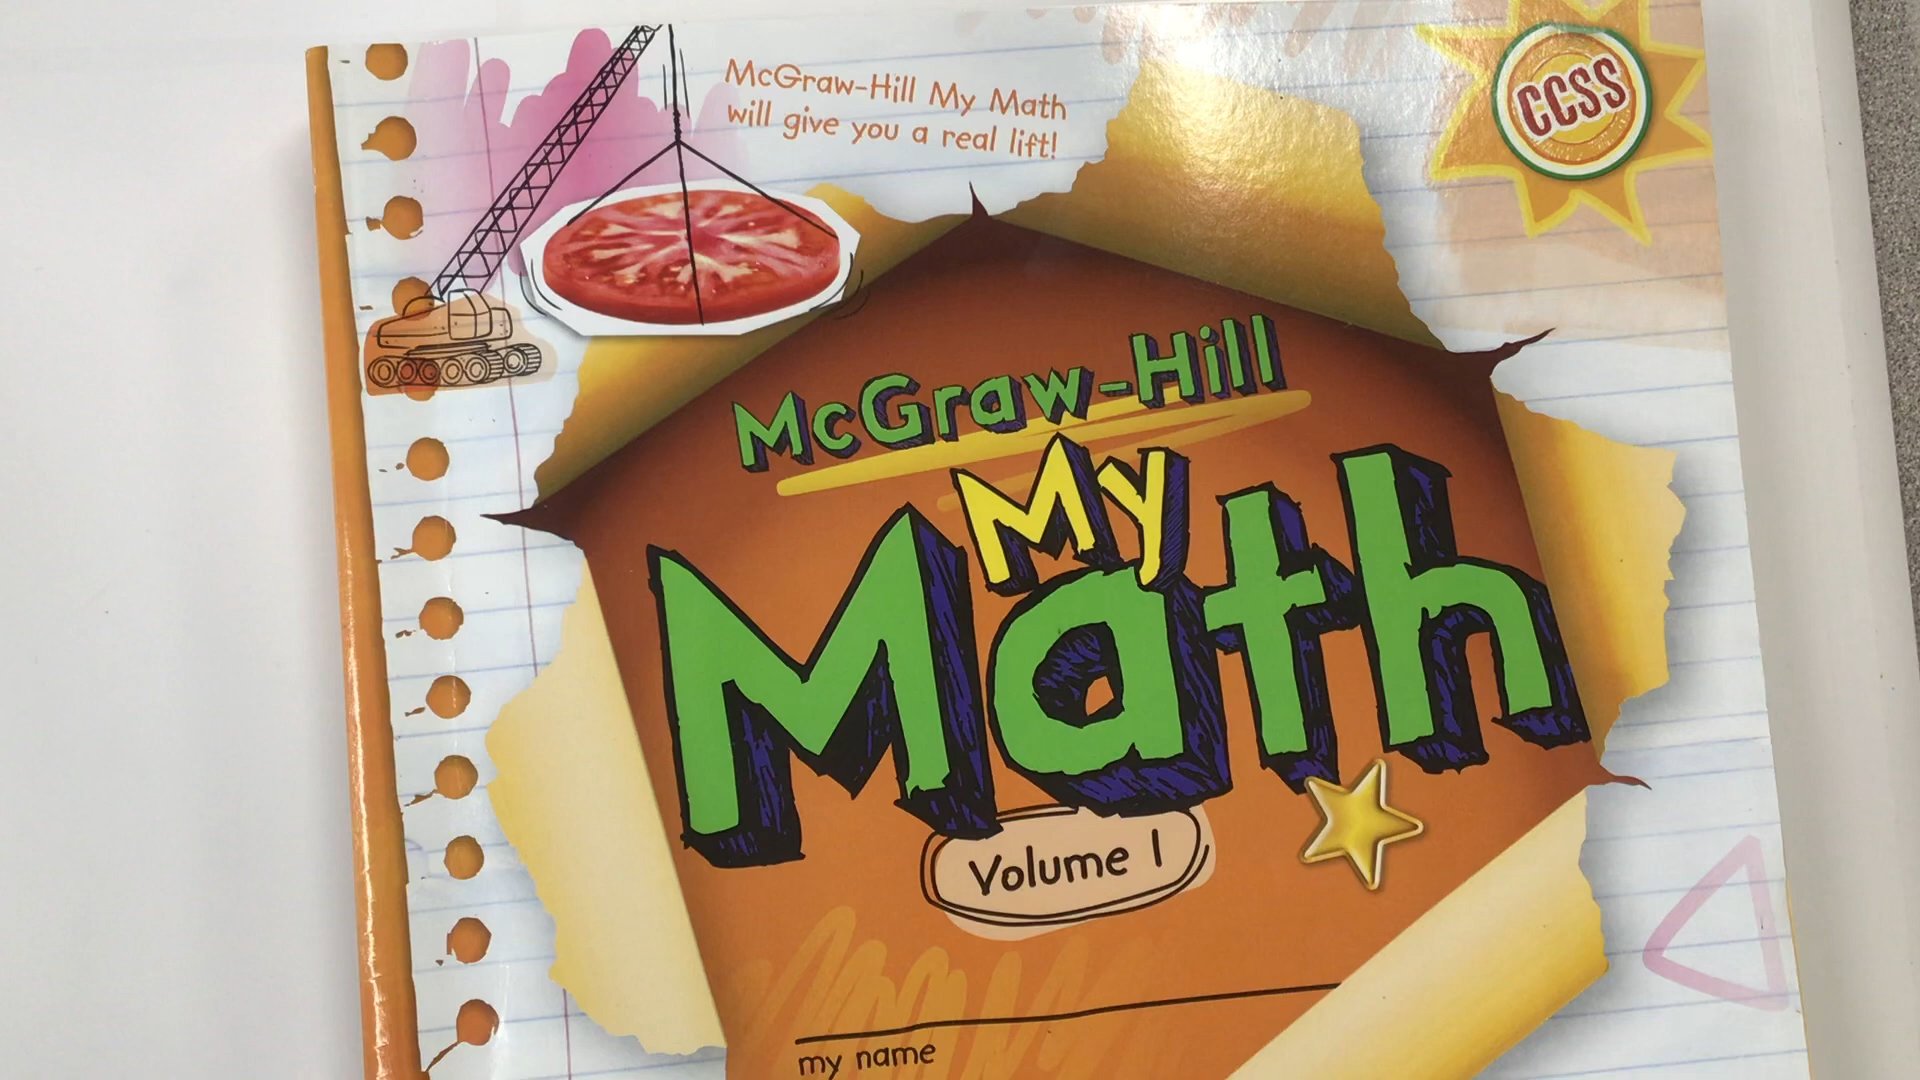 McGraw-Hill My Math
will give you a real lift!
CCSS
McGraw-Hill
My
Math
Volume 1
my name